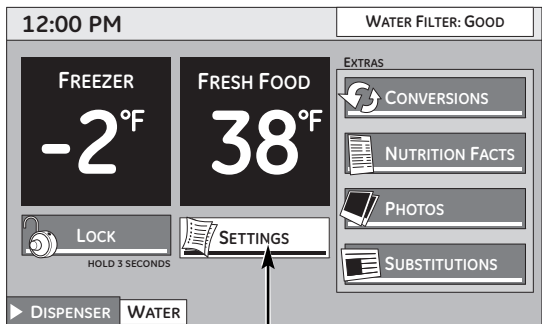 12:00 PM
WATER FILTER: GOOD
FREEZER
-2°F
FRESH FOOD
38°F
EXTRAS
CONVERSIONS
NUTRITION FACTS
PHOTOS
SUBSTITUTIONS
LOCK
HOLD 3 SECONDS
SETTINGS
DISPENSER WATER